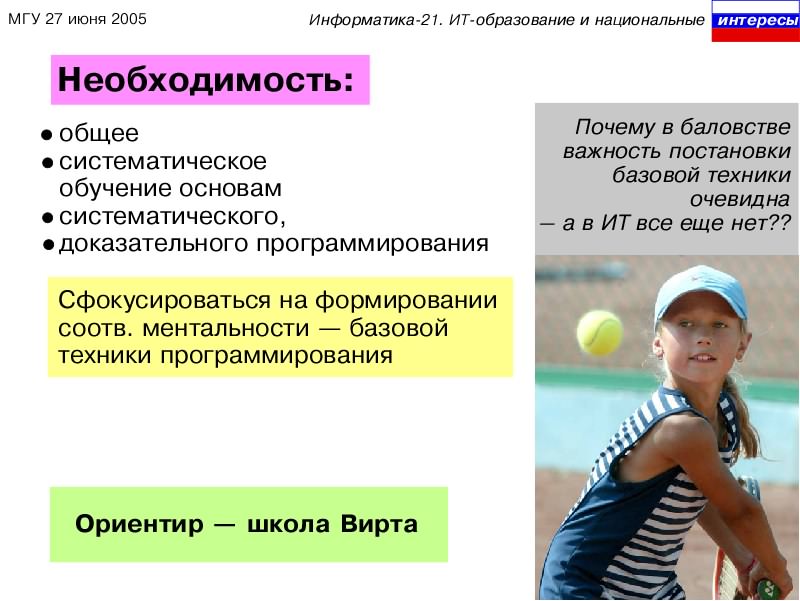 МГУ 27 июня 2005
Информатика-21. ИТ-образование и национальные интересы
Необходимость:
● общее
● систематическое
обучение основам
● систематического,
● доказательного программирования
Почему в баловстве
важность постановки
базовой техники
очевидна
— а в ИТ все еще нет??
Сфокусироваться на формировании
соотв. ментальности — базовой
техники программирования
Ориентир — школа Вирта